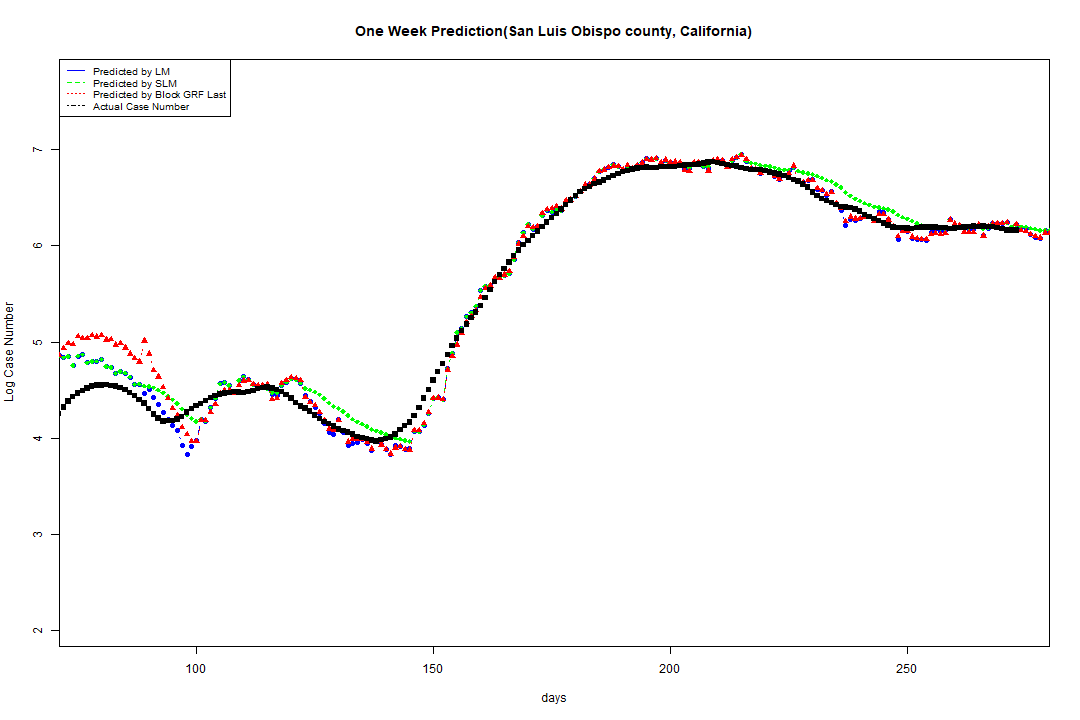 One Week Prediction(San Luis Obispo county, California)
Predicted by LM
Predicted by SLM
Predicted by Block GRF Last
Actual Case Number
Log Case Number
7
6
5
4
3
2
100 150 200 250
days